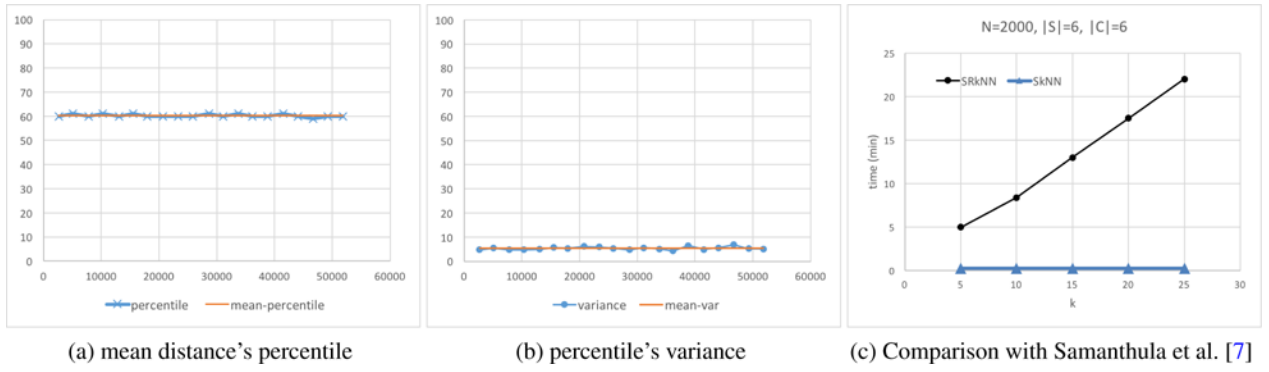 100
90
80
70
60
50
40
30
20
10
0
0 10000 20000 30000 40000 50000 60000
percentile mean-percentile
(a) mean distance's percentile
100
90
80
70
60
50
40
30
20
10
0
0 10000 20000 30000 40000 50000 60000
variance mean-var
(b) percentile's variance
N=2000, |S|=6, |C|=6
SRkNN SkNN
time (min)
25
20
15
10
5
0
0 5 10 15 20 25 30
k
(c) Comparison with Samanthula et al. [7]